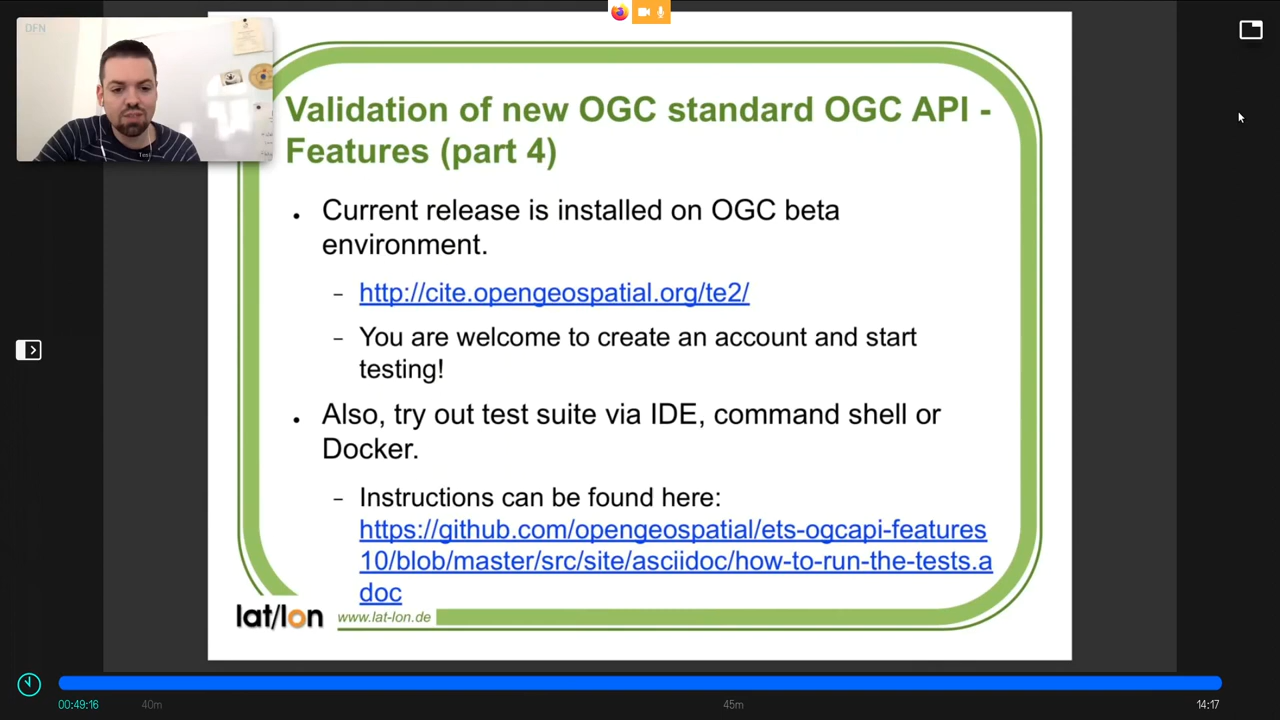 DFN
Validation of new OGC standard OGC API -
Features (part 4)
Current release is installed on OGC beta
environment.
http://cite.opengeospatial.org/te2/
You are welcome to create an account and start
testing!
Also, try out test suite via IDE, command shell or
Docker.
Instructions can be found here:
https://github.com/opengeospatial/ets-ogcapi-features
10/blob/master/src/site/asciidoc/how-to-run-the-tests.a
doc
lat/lon
www.lat-lon.de
00:49:16
40m
45m
14:17